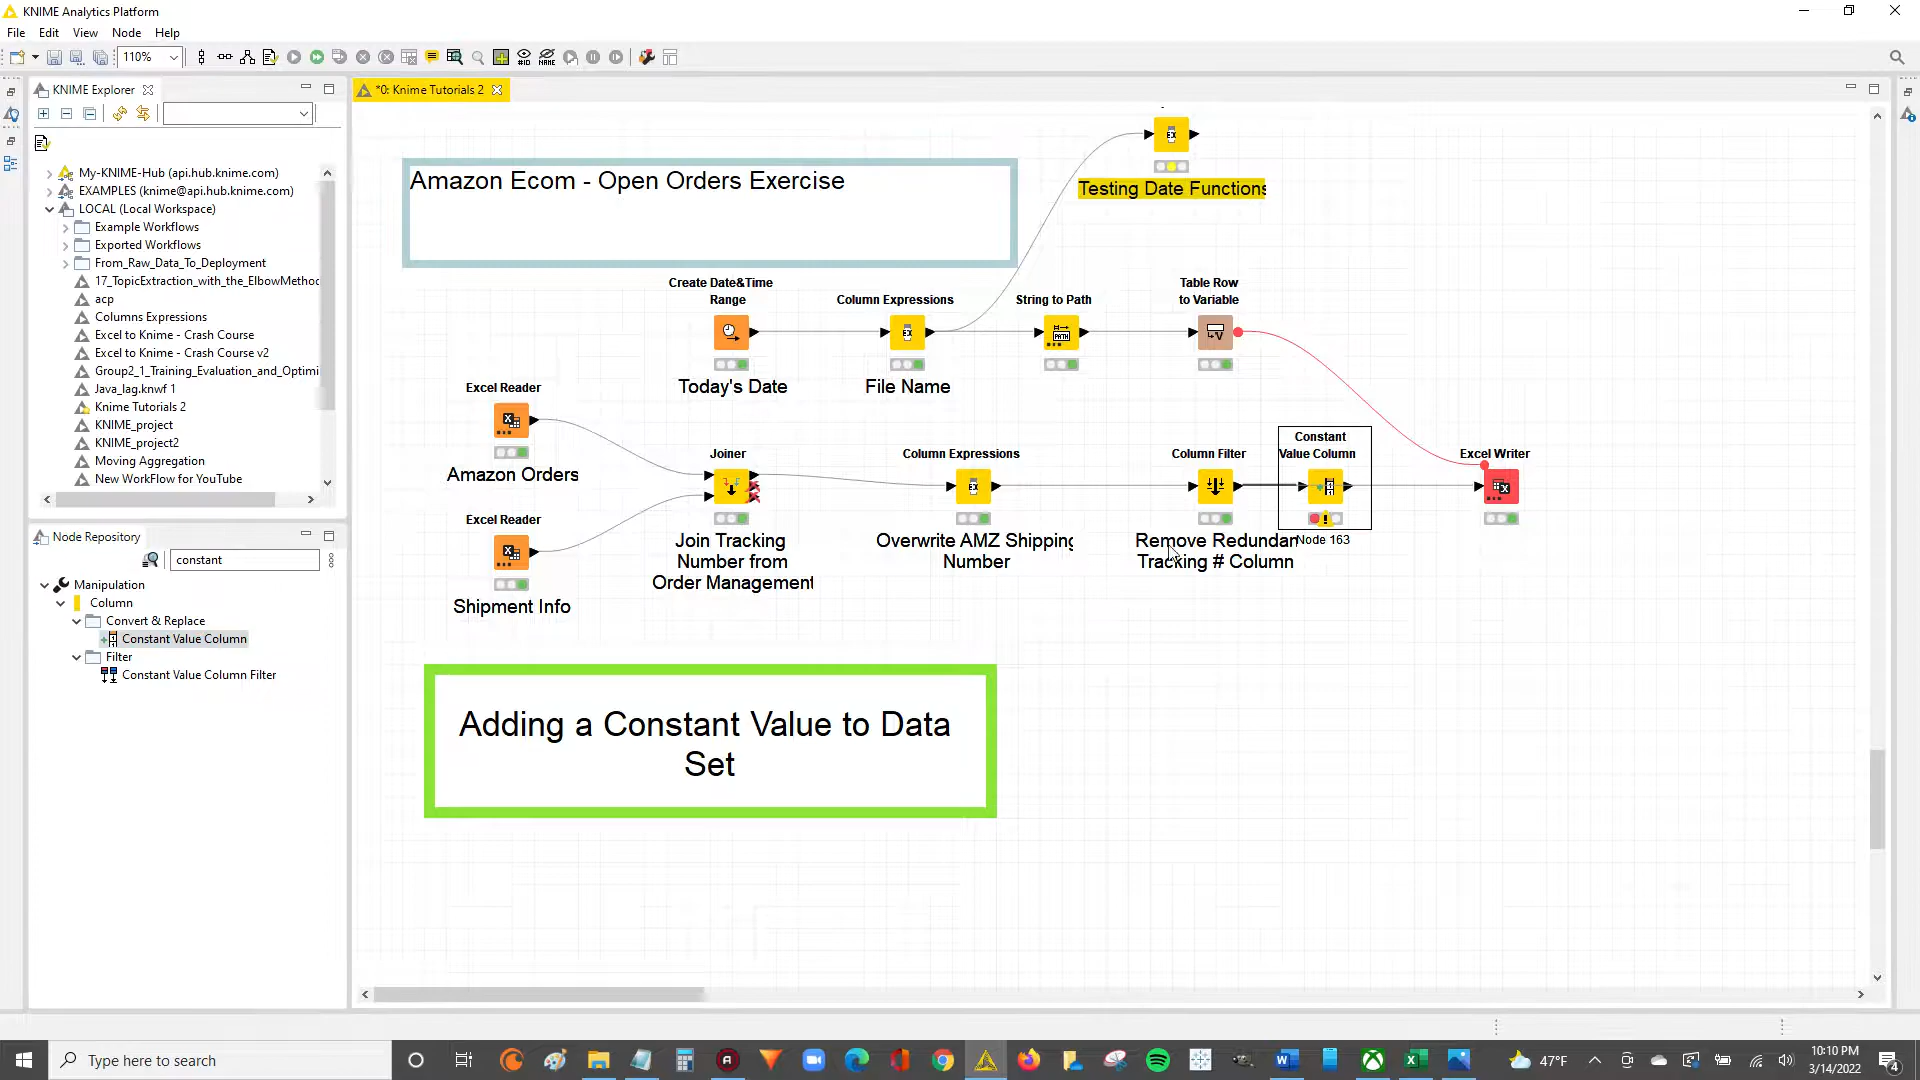 KNIME Analytics Platform
File Edit View Node Help
110%
KNIME Explorer
*0: Knime Tutorials 2
My-KNIME-Hub (api.hub.knime.com)
EXAMPLES (knime@api.hub.knime.com)
LOCAL (Local Workspace)
Example Workflows
Exported Workflows
From_Raw_Data_To_Deployment
17_TopicExtraction_with_the_ElbowMethod
acp
Columns Expressions
Excel to Knime - Crash Course
Excel to Knime - Crash Course v2
Group2_1_Training_Evaluation_and_Optimi
Java_lag.knwf 1
Knime Tutorials 2
KNIME_project
KNIME_project2
Moving Aggregation
New WorkFlow for YouTube
Node Repository
constant
Manipulation
Column
Convert & Replace
Constant Value Column
Filter
Constant Value Column Filter
Amazon Ecom - Open Orders Exercise
Testing Date Functions
Create Date&Time
Range
Today's Date
Column Expressions
File Name
String to Path
Table Row
to Variable
Excel Reader
Amazon Orders
Excel Reader
Shipment Info
Joiner
Join Tracking
Number from
Order Management
Column Expressions
Overwrite AMZ Shipping
Number
Column Filter
Remove Redundan
Tracking # Column
Constant
Value Column
Node 163
Excel Writer
Adding a Constant Value to Data
Set
Type here to search
47°F
10:10 PM
3/14/2022
4